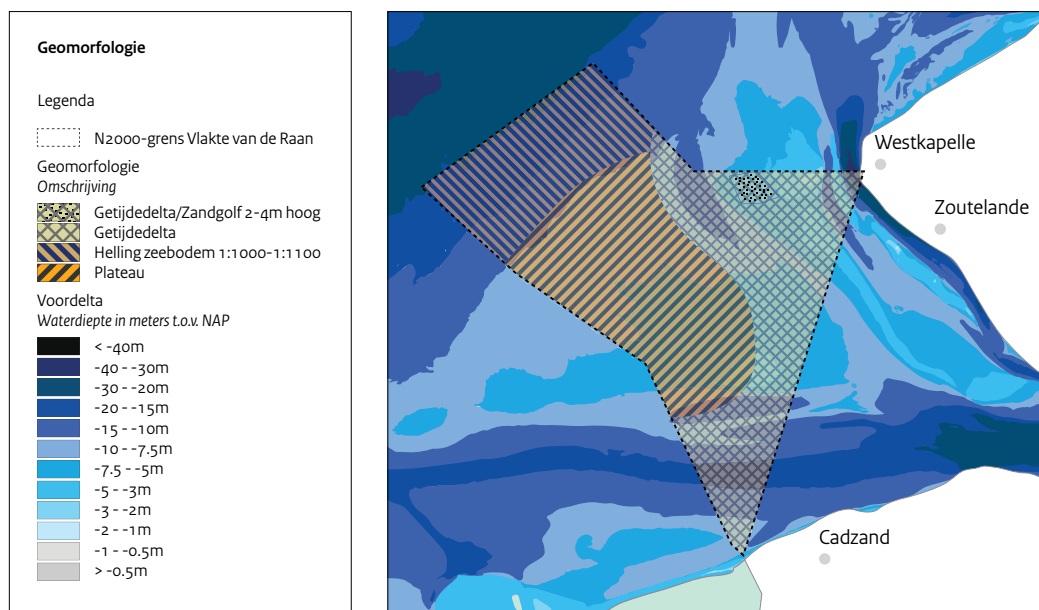 Geomorfologie
Legenda
N2000-grens Vlakte van de Raan
Geomorfologie
Omschrijving
Getijdedelta/Zandgolf 2-4m hoog
Getijdedelta
Helling zeebodem 1:1000-1:1100
Plateau
Voordelta
Waterdiepte in meters t.o.v. NAP
< -40m
-40 - -30m
-30 - -20m
-20 - -15m
-15 - -10m
-10 - -7.5m
-7.5 - -5m
-5 - -3m
-3 - -2m
-2 - -1m
-1 - -0.5m
> -0.5m
Westkapelle
Zoutelande
Cadzand